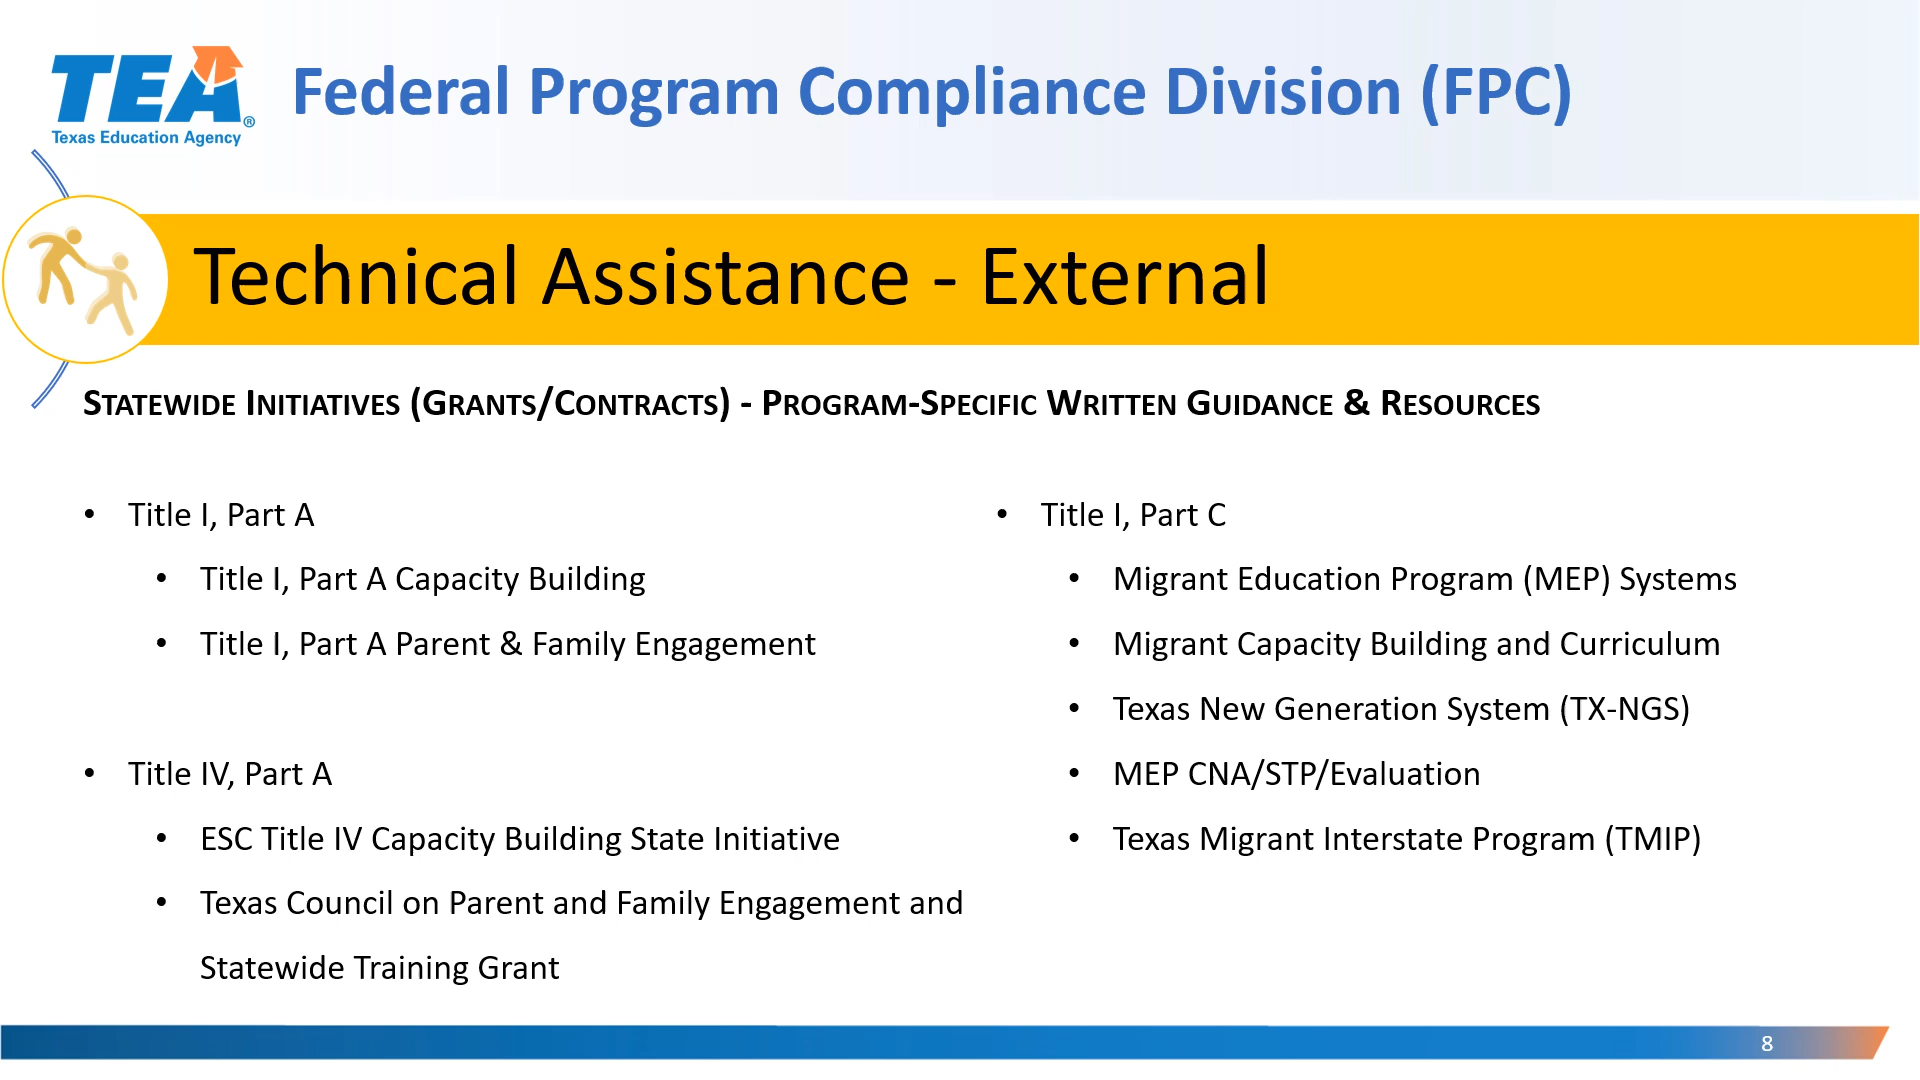 TEA®
Texas Education Agency
Federal Program Compliance Division (FPC)
Technical Assistance - External
STATEWIDE INITIATIVES (GRANTS/CONTRACTS) - PROGRAM-SPECIFIC WRITTEN GUIDANCE & RESOURCES
• Title I, Part A
• Title I, Part A Capacity Building
• Title I, Part A Parent & Family Engagement
• Title IV, Part A
• ESC Title IV Capacity Building State Initiative
• Texas Council on Parent and Family Engagement and
Statewide Training Grant
• Title I, Part C
• Migrant Education Program (MEP) Systems
• Migrant Capacity Building and Curriculum
• Texas New Generation System (TX-NGS)
• MEP CNA/STP/Evaluation
• Texas Migrant Interstate Program (TMIP)
8